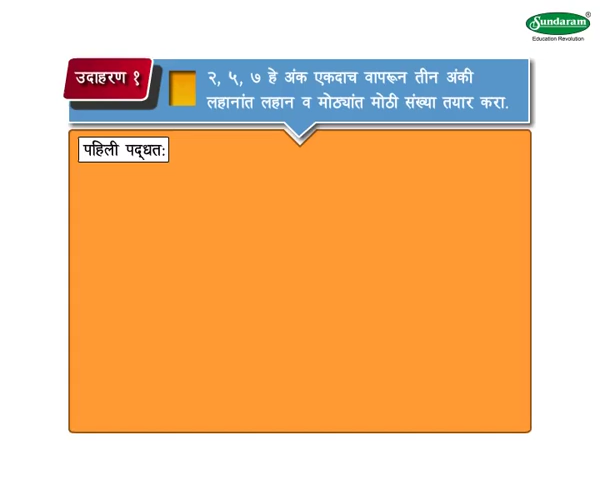 Sundaram®
Education Revolution
उदाहरण १
२, ५, ७ हे अंक एकदाच वापरून तीन अंकी
लहानांत लहान व मोठ्यांत मोठी संख्या तयार करा.
पहिली पद्धत: